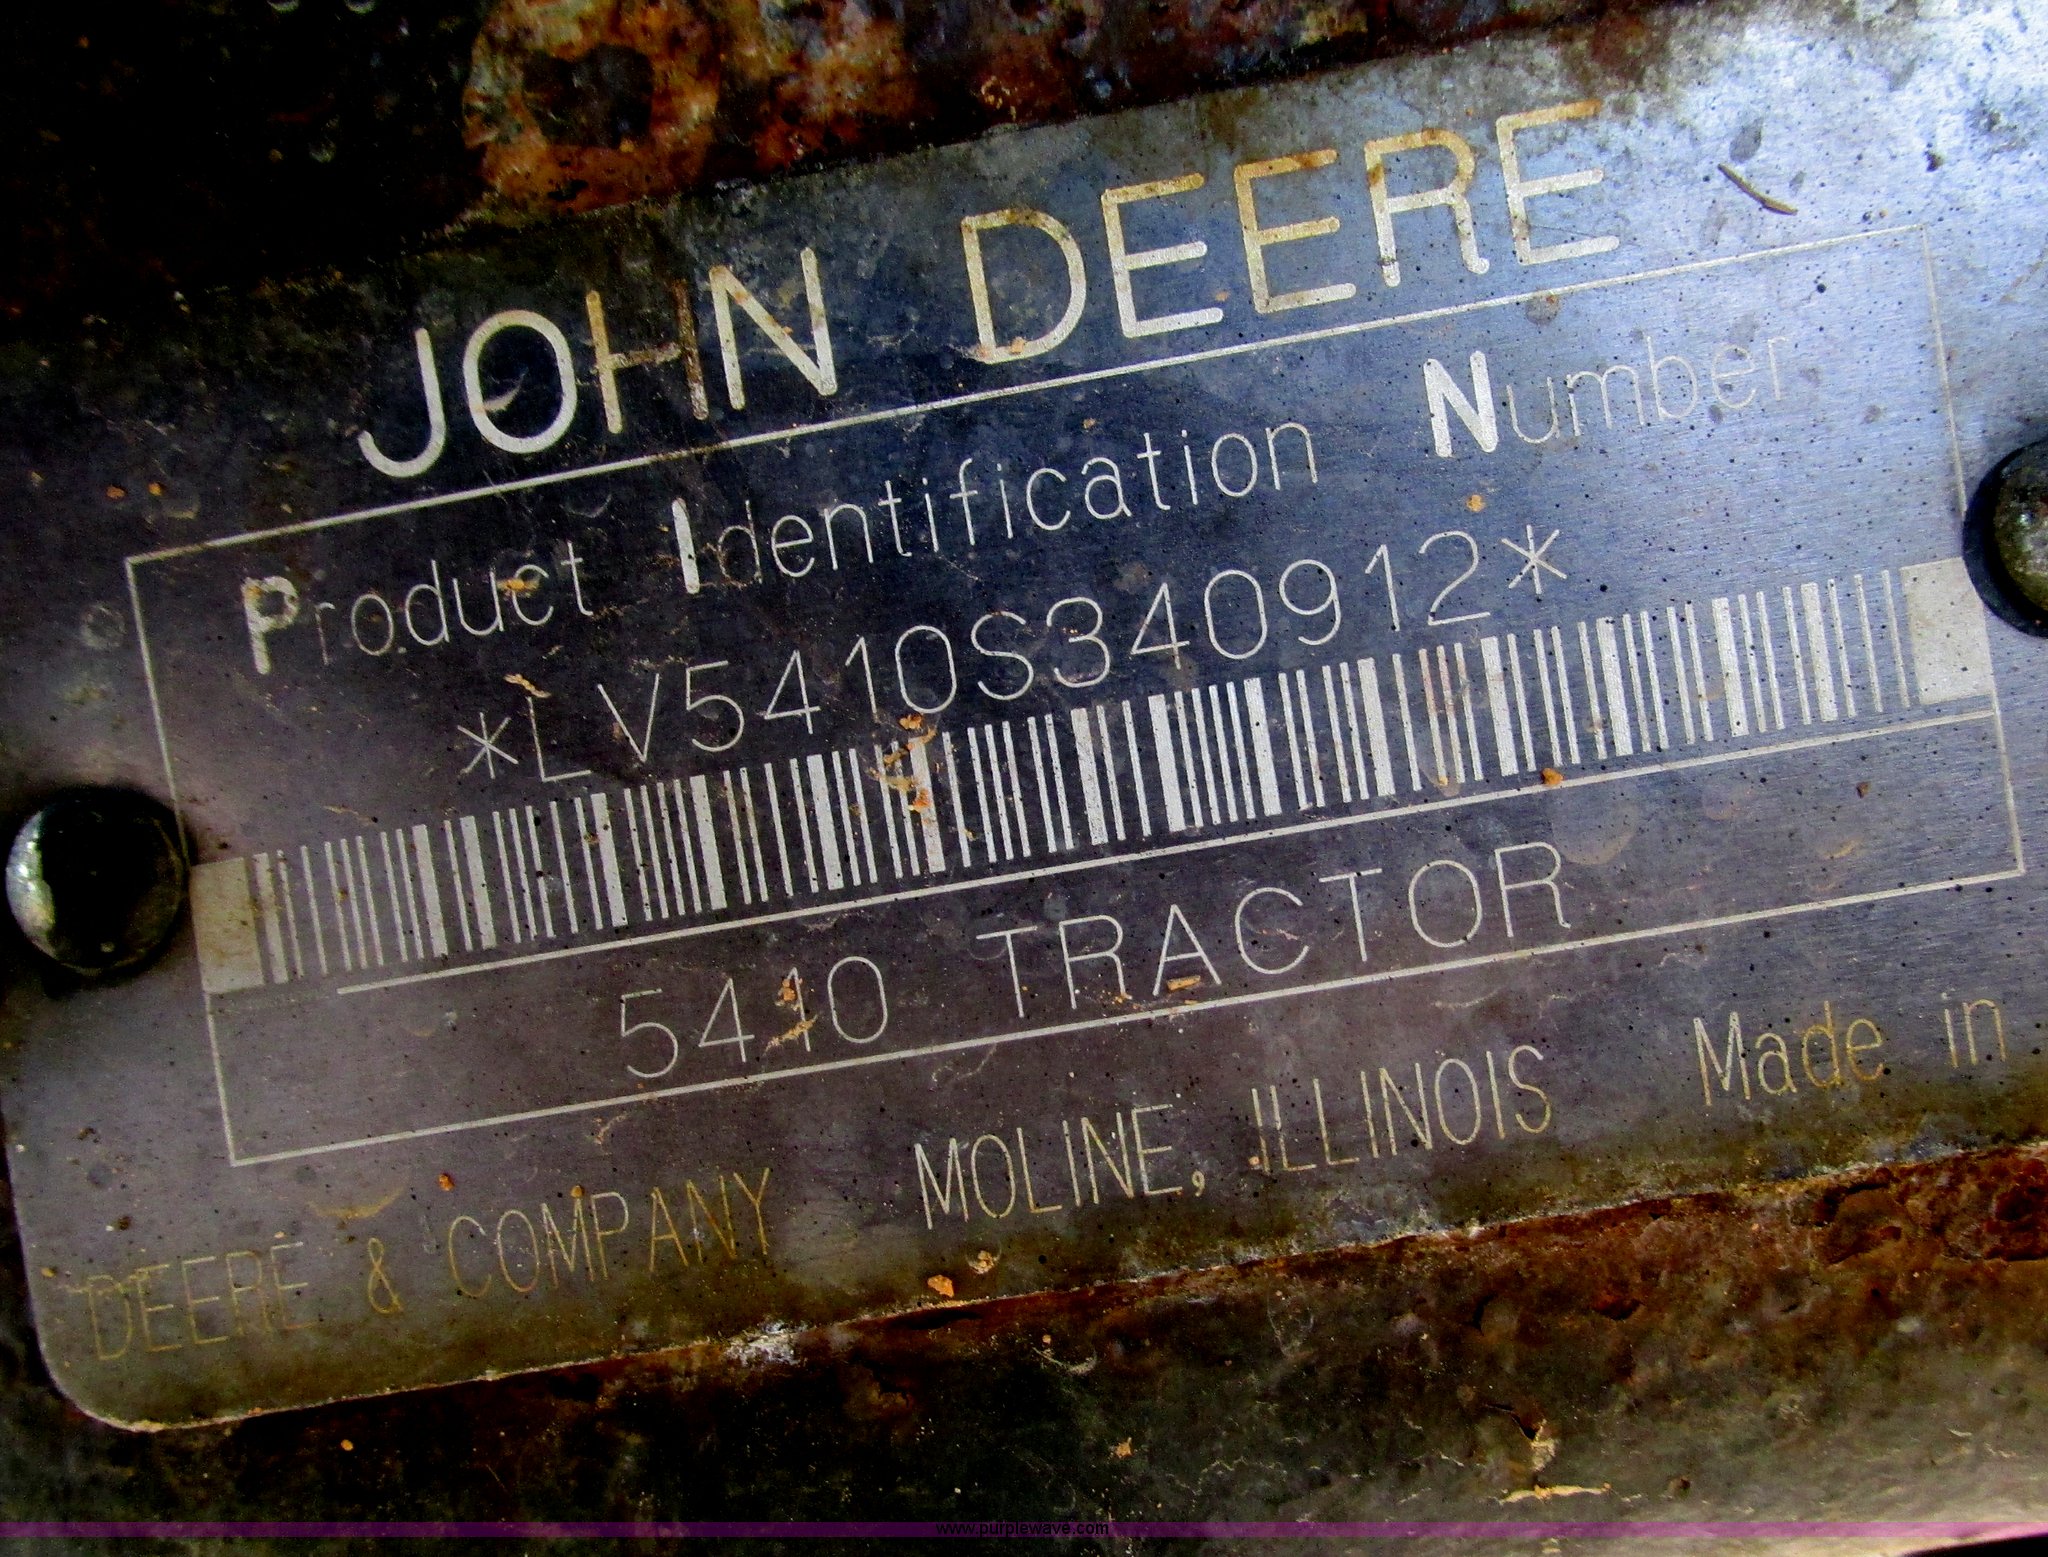 JOHN DEERE
Product Identification Number
*LV5410S340912*
5410 TRACTOR
DEERE & COMPANY MOLINE, ILLINOIS Made in
www.purplewave.com